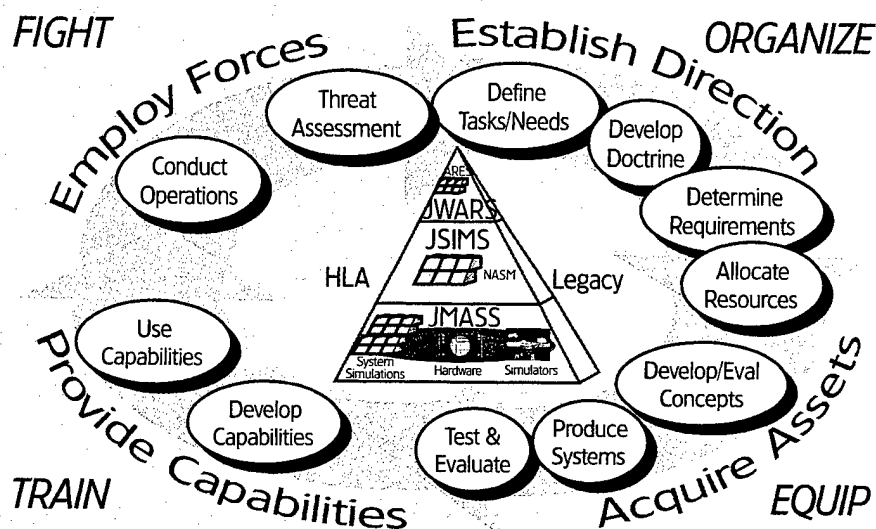 FIGHT
ORGANIZE
Employ Forces
Establish Direction
Threat
Assessment
Define
Tasks/Needs
Develop
Doctrine
Conduct
Operations
Determine
Requirements
Allocate
Resources
ARES
JWARS
JSIMS
NASM
HLA
Legacy
JMASS
System
Simulations
Hardware
Simulators
Use
Capabilities
Develop
Capabilities
Test &
Evaluate
Produce
Systems
Develop/Eval
Concepts
Provide Capabilities
Acquire Assets
TRAIN
EQUIP